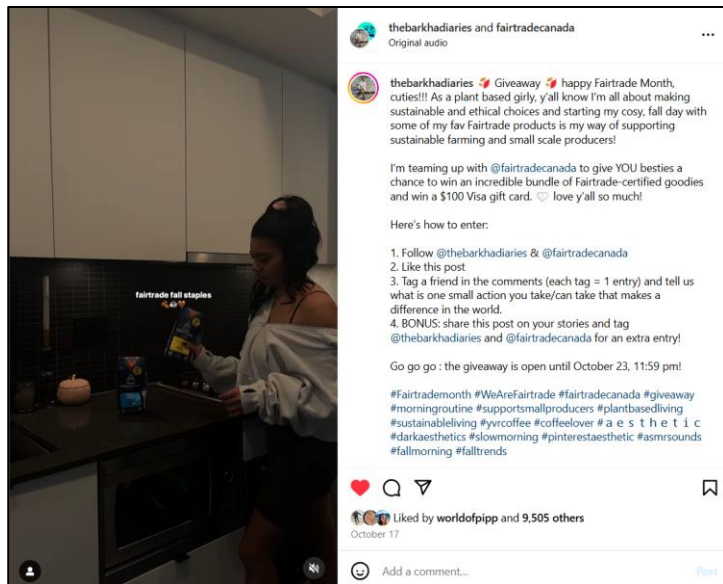 thebarkhadiaries and fairtradecanada
Original audio
fairtrade fall staples
thebarkhadiaries 🍂 Giveaway 🍂 happy Fairtrade Month,
cuties!!! As a plant based girly, y'all know I'm all about making
sustainable and ethical choices and starting my cosy, fall day with
some of my fav Fairtrade products is my way of supporting
sustainable farming and small scale producers!
I'm teaming up with @fairtradecanada to give YOU besties a
chance to win an incredible bundle of Fairtrade-certified goodies
and win a $100 Visa gift card. 🤍 love y'all so much!
Here's how to enter:
1. Follow @thebarkhadiaries & @fairtradecanada
2. Like this post
3. Tag a friend in the comments (each tag = 1 entry) and tell us
what is one small action you take/can take that makes a
difference in the world.
4. BONUS: share this post on your stories and tag
@thebarkhadiaries and @fairtradecanada for an extra entry!
Go go go : the giveaway is open until October 23, 11:59 pm!
#Fairtrademonth #WeAreFairtrade #fairtradecanada #giveaway
#morningroutine #supportsmallproducers #plantbasedliving
#sustainableliving #yvrcoffee #coffeelover # a e s t h e t i c
#darkaesthetics #slowmorning #pinterestaesthetic #asmrsounds
#fallmorning #falltrends
Liked by worldofpipp and 9,505 others
October 17
Add a comment...
Post